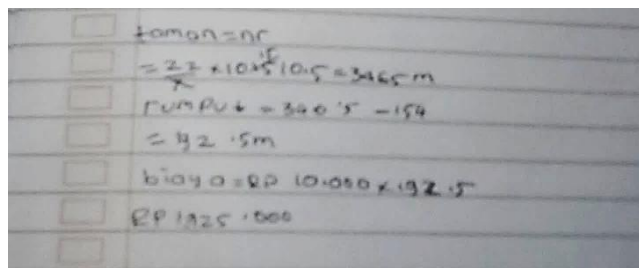 taman = πr
= 22/7 × 10.5 10.5 = 346.5 m
rumput = 346.5 - 154
= 192.5m
biaya = RP 10.000 × 192.5
RP 1925.000